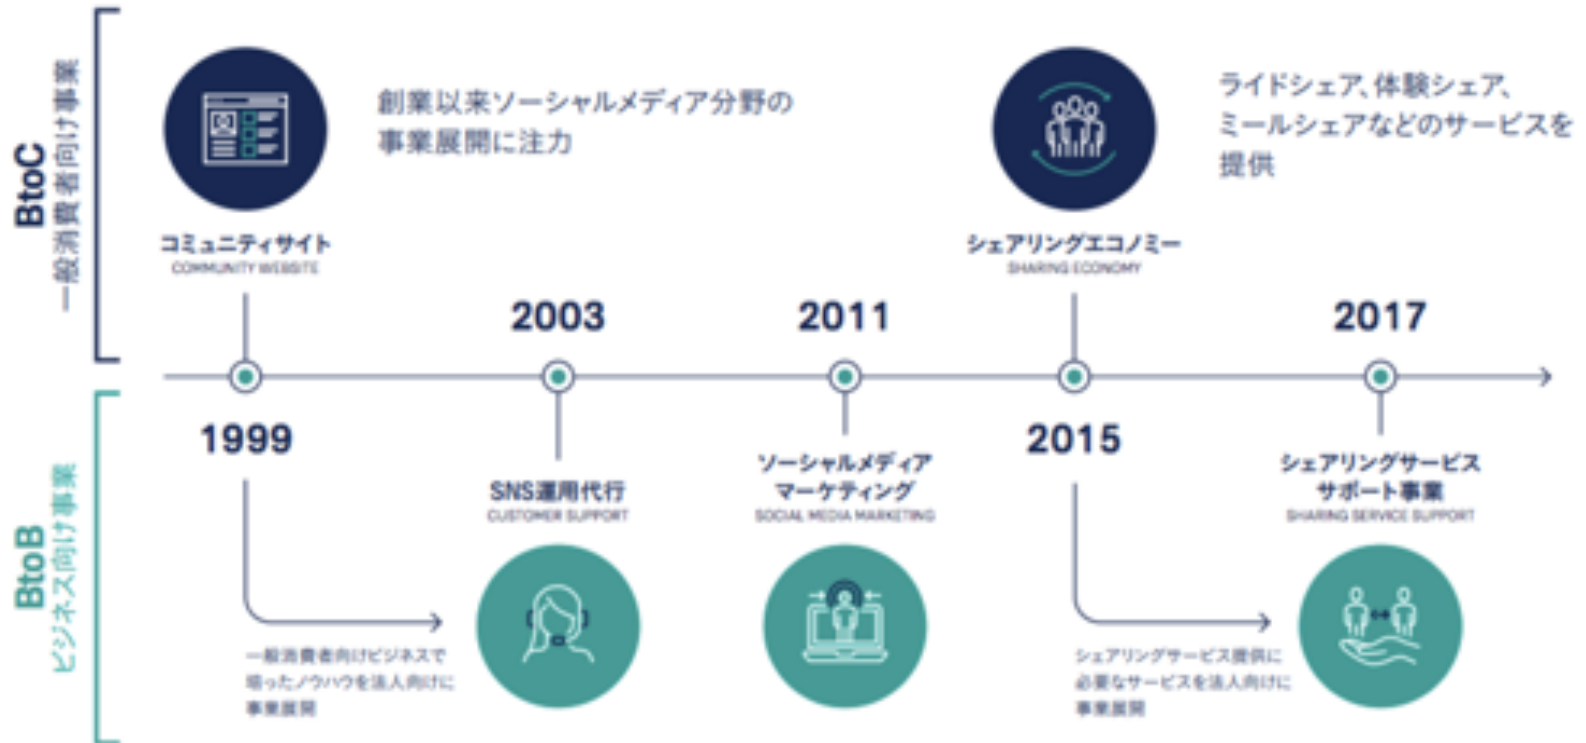 BtoC
一般消費者向け事業
コミュニティサイト
COMMUNITY WEBSITE
創業以来ソーシャルメディア分野の
事業展開に注力
シェアリングエコノミー
SHARING ECONOMY
ライドシェア、体験シェア、
ミールシェアなどのサービスを
提供
2003
2011
2017
1999
2015
BtoB
ビジネス向け事業
一般消費者向けビジネスで
培ったノウハウを法人向けに
事業展開
SNS運用代行
CUSTOMER SUPPORT
ソーシャルメディア
マーケティング
SOCIAL MEDIA MARKETING
シェアリングサービス提供に
必要なサービスを法人向けに
事業展開
シェアリングサービス
サポート事業
SHARING SERVICE SUPPORT